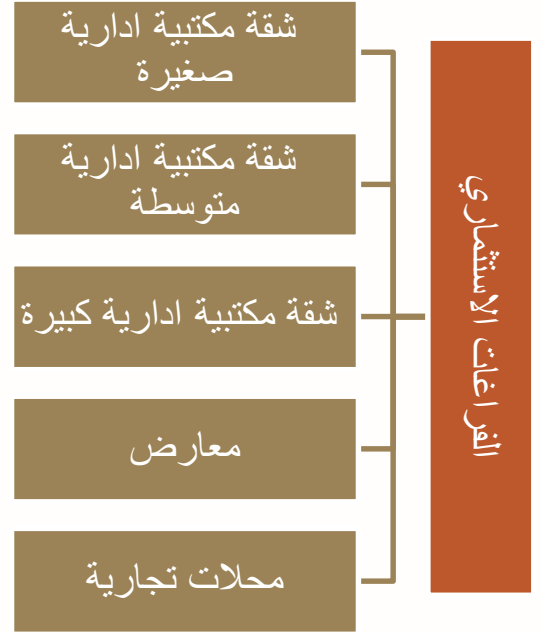 الفراغات الاستثماري
شقة مكتبية ادارية
صغيرة
شقة مكتبية ادارية
متوسطة
شقة مكتبية ادارية كبيرة
معارض
محلات تجارية